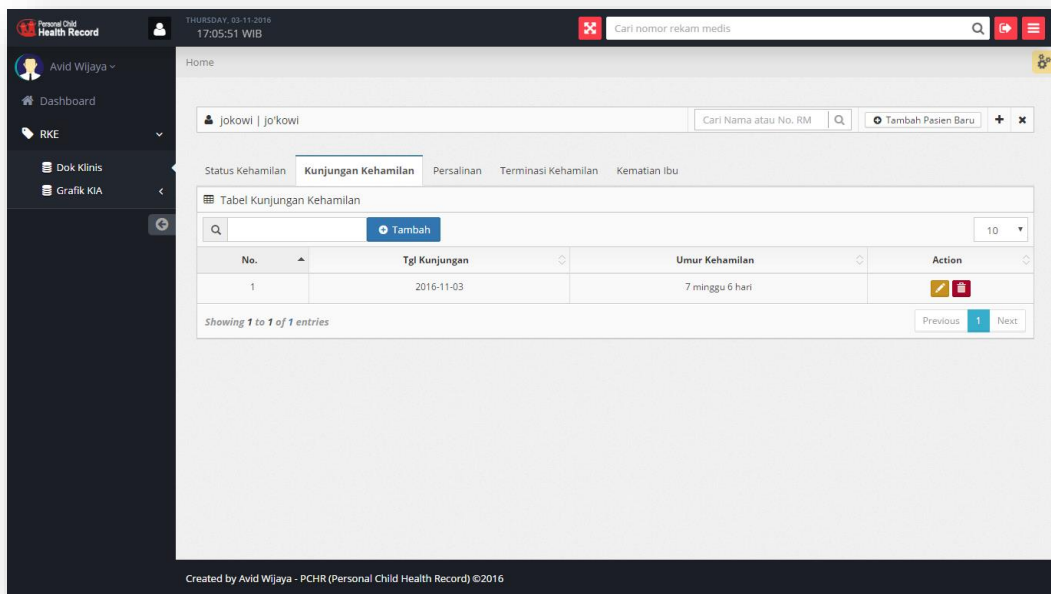 Personal Child
Health Record
THURSDAY, 03-11-2016
17:05:51 WIB
Cari nomor rekam medis
Avid Wijaya
Home
Dashboard
RKE
Dok Klinis
Grafik KIA
jokowi | jo'kowi
Cari Nama atau No. RM
Tambah Pasien Baru
Status Kehamilan Kunjungan Kehamilan Persalinan Terminasi Kehamilan Kematian Ibu
Tabel Kunjungan Kehamilan
Tambah
10
No. Tgl Kunjungan Umur Kehamilan Action
1 2016-11-03 7 minggu 6 hari
Showing 1 to 1 of 1 entries
Previous 1 Next
Created by Avid Wijaya - PCHR (Personal Child Health Record) ©2016